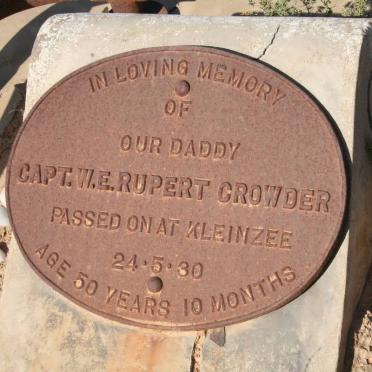 IN LOVING MEMORY
OF
OUR DADDY
CAPT. W.E. RUPERT CROWDER
PASSED ON AT KLEINZEE
24·5·30
AGE 50 YEARS 10 MONTHS